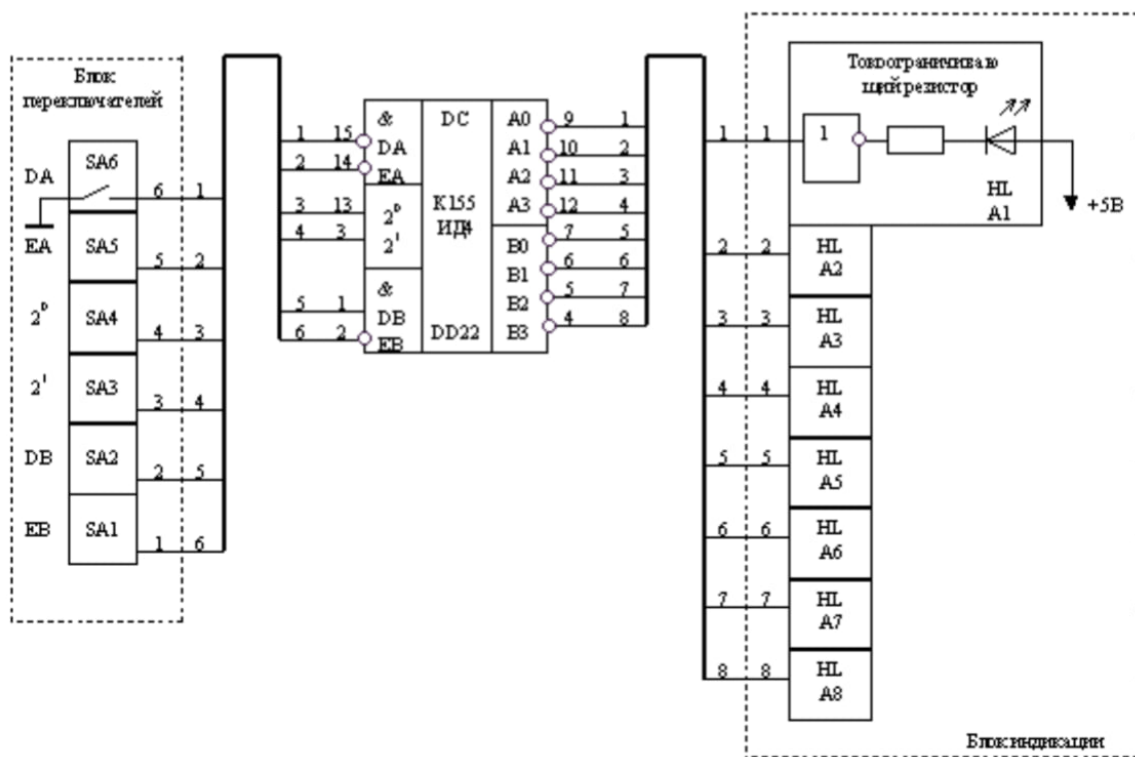 Блок
переключателей
DA
SA6
6 1
EA
SA5
5 2
2⁰
SA4
4 3
2¹
SA3
3 4
DB
SA2
2 5
EB
SA1
1 6
1 15
2 14
3 13
4 3
5 1
6 2
&
DA
EA
2⁰
2¹
&
DB
EB
DC
К155
ИД4
DD22
A0
A1
A2
A3
B0
B1
B2
B3
9 1
10 2
11 3
12 4
7 5
6 6
5 7
4 8
Токоограничиваю
щий резистор
1 1
1
HL
A1
+5В
2 2
HL
A2
3 3
HL
A3
4 4
HL
A4
5 5
HL
A5
6 6
HL
A6
7 7
HL
A7
8 8
HL
A8
Блок индикации